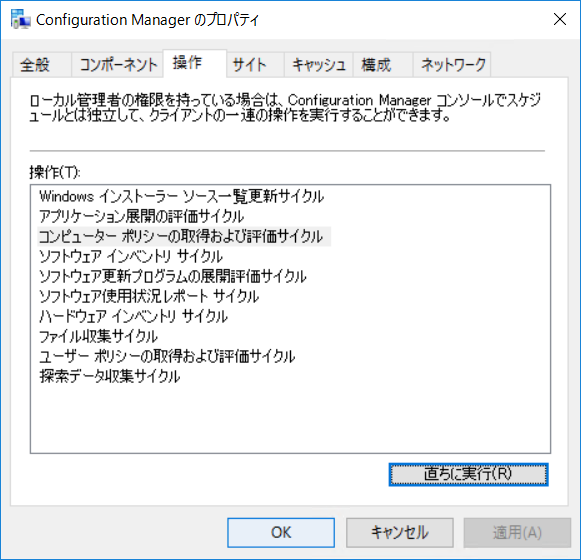 Configuration Manager のプロパティ
全般 コンポーネント 操作 サイト キャッシュ 構成 ネットワーク
ローカル管理者の権限を持っている場合は、Configuration Manager コンソールでスケジ
ュールとは独立して、クライアントの一連の操作を実行することができます。
操作(T):
Windows インストーラー ソース一覧更新サイクル
アプリケーション展開の評価サイクル
コンピューター ポリシーの取得および評価サイクル
ソフトウェア インベントリ サイクル
ソフトウェア更新プログラムの展開評価サイクル
ソフトウェア使用状況レポート サイクル
ハードウェア インベントリ サイクル
ファイル収集サイクル
ユーザー ポリシーの取得および評価サイクル
探索データ収集サイクル
直ちに実行(R)
OK キャンセル 適用(A)